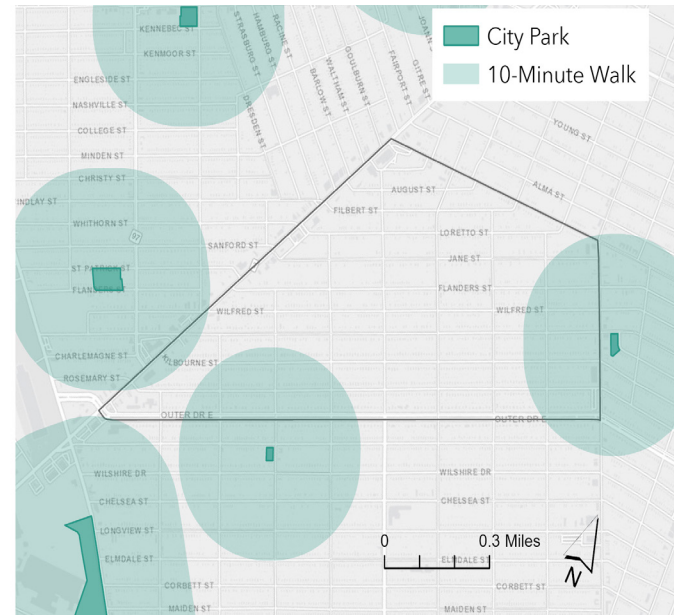 City Park
10-Minute Walk
KENNEBEC ST
KENMOOR ST
STRASBURG ST
HAMBURG ST
RACINE ST
DRESDEN ST
BARLOW ST
WALTHAM ST
GOULBURN ST
FAIRPORT ST
GITRE ST
JOANN
ENGLESIDE ST
NASHVILLE ST
COLLEGE ST
MINDEN ST
CHRISTY ST
YOUNG ST
ALMA ST
AUGUST ST
FILBERT ST
NDLAY ST
WHITHORN ST
97
SANFORD ST
LORETTO ST
JANE ST
ST PATRICK ST
FLANDERS ST
FLANDERS ST
WILFRED ST
WILFRED ST
CHARLEMAGNE ST
KILBOURNE ST
ROSEMARY ST
OUTER DR E
OUTER DR E
WILSHIRE DR
WILSHIRE DR
CHELSEA ST
CHELSEA ST
LONGVIEW ST
0
0.3 Miles
ELMDALE ST
ELMDALE ST
N
CORBETT ST
CORBETT ST
MAIDEN ST
MAIDEN ST